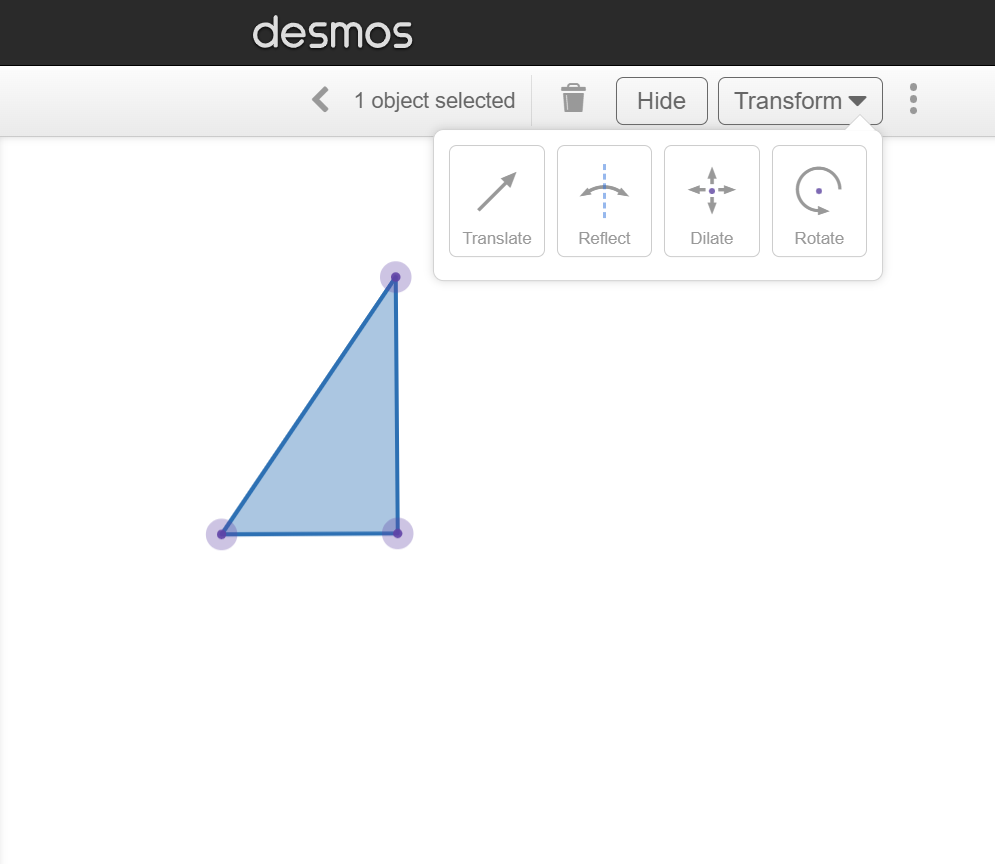 desmos
1 object selected
Hide
Transform
Translate
Reflect
Dilate
Rotate